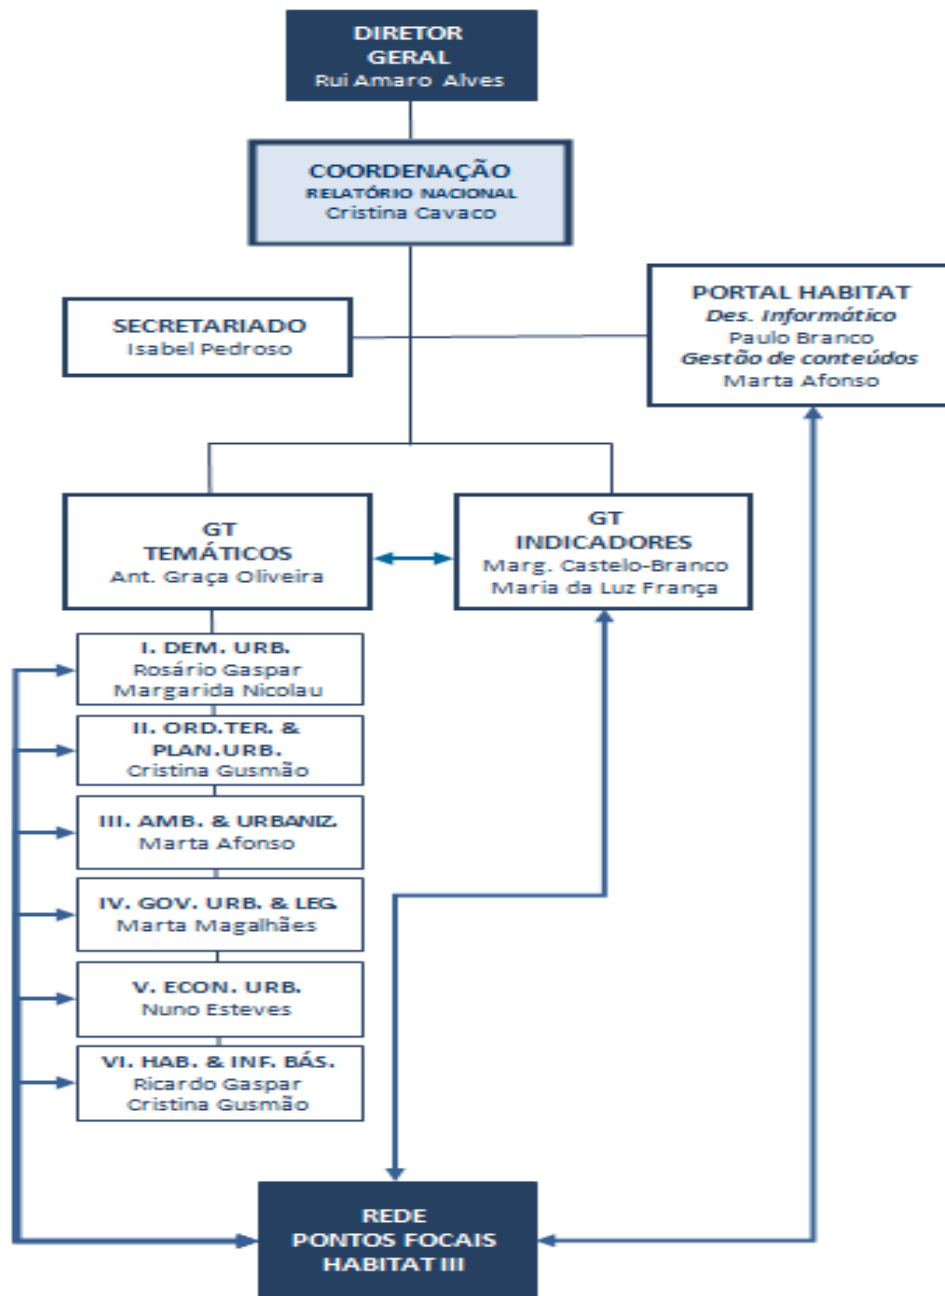 DIRETOR
GERAL
Rui Amaro Alves
COORDENAÇÃO
RELATÓRIO NACIONAL
Cristina Cavaco
SECRETARIADO
Isabel Pedroso
PORTAL HABITAT
Des. Informático
Paulo Branco
Gestão de conteúdos
Marta Afonso
GT
TEMÁTICOS
Ant. Graça Oliveira
GT
INDICADORES
Marg. Castelo-Branco
Maria da Luz França
I. DEM. URB.
Rosário Gaspar
Margarida Nicolau
II. ORD.TER. &
PLAN.URB.
Cristina Gusmão
III. AMB. & URBANIZ.
Marta Afonso
IV. GOV. URB. & LEG.
Marta Magalhães
V. ECON. URB.
Nuno Esteves
VI. HAB. & INF. BÁS.
Ricardo Gaspar
Cristina Gusmão
REDE
PONTOS FOCAIS
HABITAT III